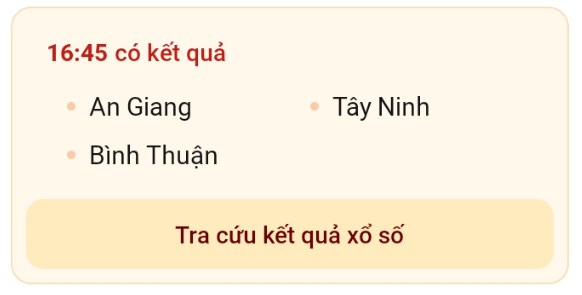 16:45 có kết quả
An Giang
Tây Ninh
Bình Thuận
Tra cứu kết quả xổ số